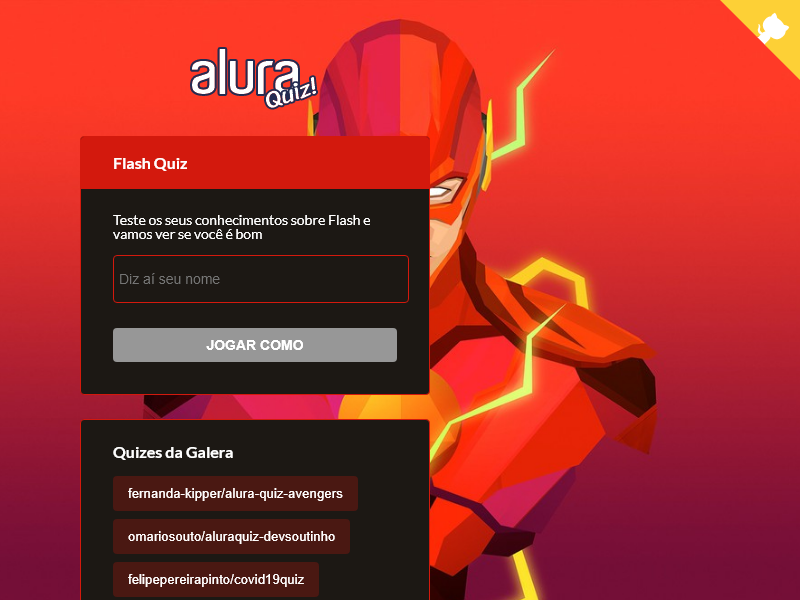 alura
Quiz!
Flash Quiz
Teste os seus conhecimentos sobre Flash e
vamos ver se você é bom
Diz aí seu nome
JOGAR COMO
Quizes da Galera
fernanda-kipper/alura-quiz-avengers
omariosouto/aluraquiz-devsoutinho
felipepereirapinto/covid19quiz